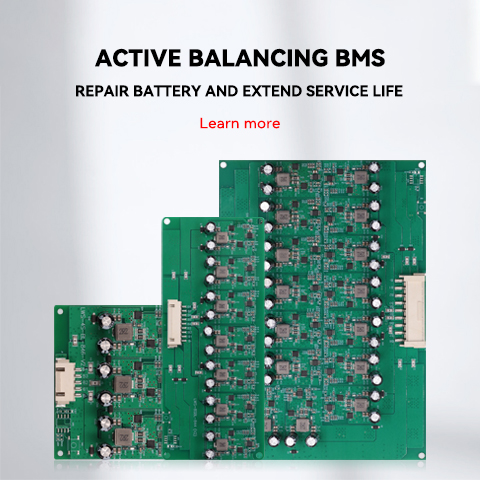 ACTIVE BALANCING BMS
REPAIR BATTERY AND EXTEND SERVICE LIFE
Learn more